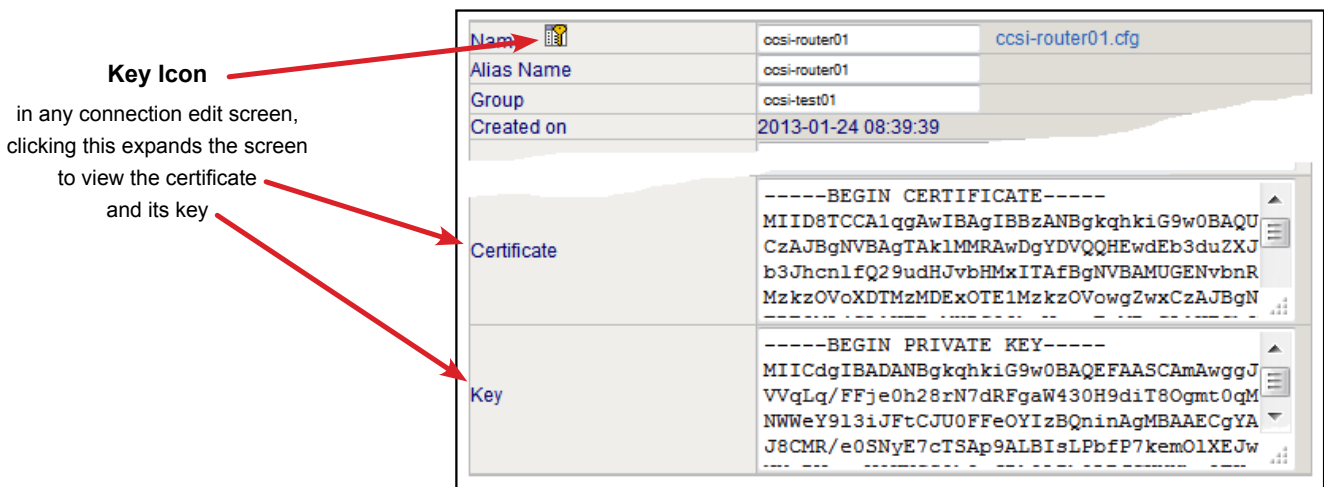 Key Icon
in any connection edit screen,
clicking this expands the screen
to view the certificate
and its key
Nam
ccsi-router01
ccsi-router01.cfg
Alias Name
ccsi-router01
Group
ccsi-test01
Created on
2013-01-24 08:39:39
Certificate
-----BEGIN CERTIFICATE-----
MIID8TCCA1qgAwIBAgIBBzANBgkqhkiG9w0BAQU
CzAJBgNVBAgTAklMMRAwDgYDVQQHEwdEb3duZXJ
b3JhcnlfQ29udHJvbHMxITAfBgNVBAMUGENvbnR
MzkzOVoXDTMzMDExOTE1MzkzOVowgZwxCzAJBgN
Key
-----BEGIN PRIVATE KEY-----
MIICdgIBADANBgkqhkiG9w0BAQEFAASCAmAwggJ
VVqLq/FFje0h28rN7dRFgaW430H9diT8Ogmt0qM
NWWeY9l3iJFtCJU0FFeOYIzBQninAgMBAAECgYA
J8CMR/e0SNyE7cTSAp9ALBIsLPbfP7kemOlXEJw